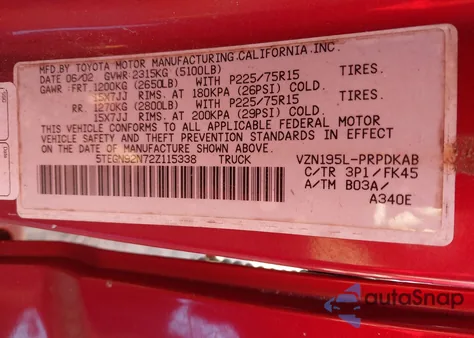 MFD.BY TOYOTA MOTOR MANUFACTURING,CALIFORNIA,INC.
DATE 06/02 GVWR 2315KG (5100LB)
GAWR: FRT. 1200KG (2650LB) WITH P225/75R15 TIRES.
15X7JJ RIMS. AT 180KPA (26PSI) COLD.
RR 1270KG (2800LB) WITH P225/75R15 TIRES.
15X7JJ RIMS. AT 200KPA (29PSI) COLD.
THIS VEHICLE CONFORMS TO ALL APPLICABLE FEDERAL MOTOR
VEHICLE SAFETY AND THEFT PREVENTION STANDARDS IN EFFECT
ON THE DATE OF MANUFACTURE SHOWN ABOVE.
5TEGN92N72Z115338 TRUCK VZN195L-PRPDKAB
C/TR 3P1/FK45
A/TM B03A/
A340E
autoSnap